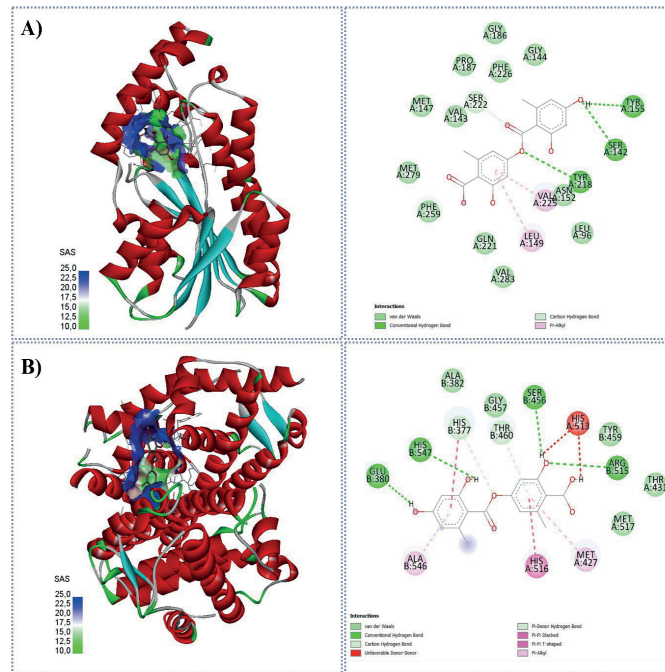 A)
SAS
25,0
22,5
20,0
17,5
15,0
12,5
10,0
GLY
A:186
GLY
A:144
PRO
A:187
PHE
A:226
MET
A:147
SER
A:222
VAL
A:143
TYR
A:155
SER
A:142
H
O
O
O
O
O
O
O
MET
A:279
TYR
A:218
ASN
A:152
VAL
A:225
PHE
A:259
LEU
A:96
GLN
A:221
LEU
A:149
VAL
A:283
Interactions
van der Waals
Conventional Hydrogen Bond
Carbon Hydrogen Bond
Pi-Alkyl
B)
SAS
25,0
22,5
20,0
17,5
15,0
12,5
10,0
ALA
B:382
SER
B:456
GLY
B:457
HIS
A:513
HIS
B:377
THR
B:460
TYR
B:459
HIS
B:547
ARG
B:515
GLU
B:380
THR
A:431
MET
B:517
ALA
B:546
HIS
A:516
MET
A:427
Interactions
van der Waals
Conventional Hydrogen Bond
Carbon Hydrogen Bond
Unfavorable Donor-Donor
Pi-Donor Hydrogen Bond
Pi-Pi Stacked
Pi-Pi T-shaped
Pi-Alkyl